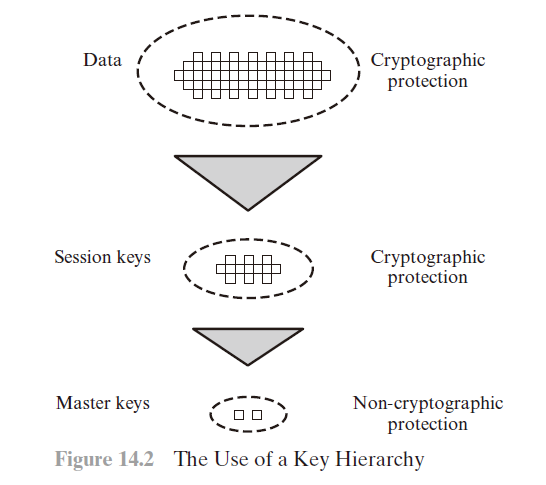 Data
Cryptographic
protection
Session keys
Cryptographic
protection
Master keys
Non-cryptographic
protection
Figure 14.2 The Use of a Key Hierarchy